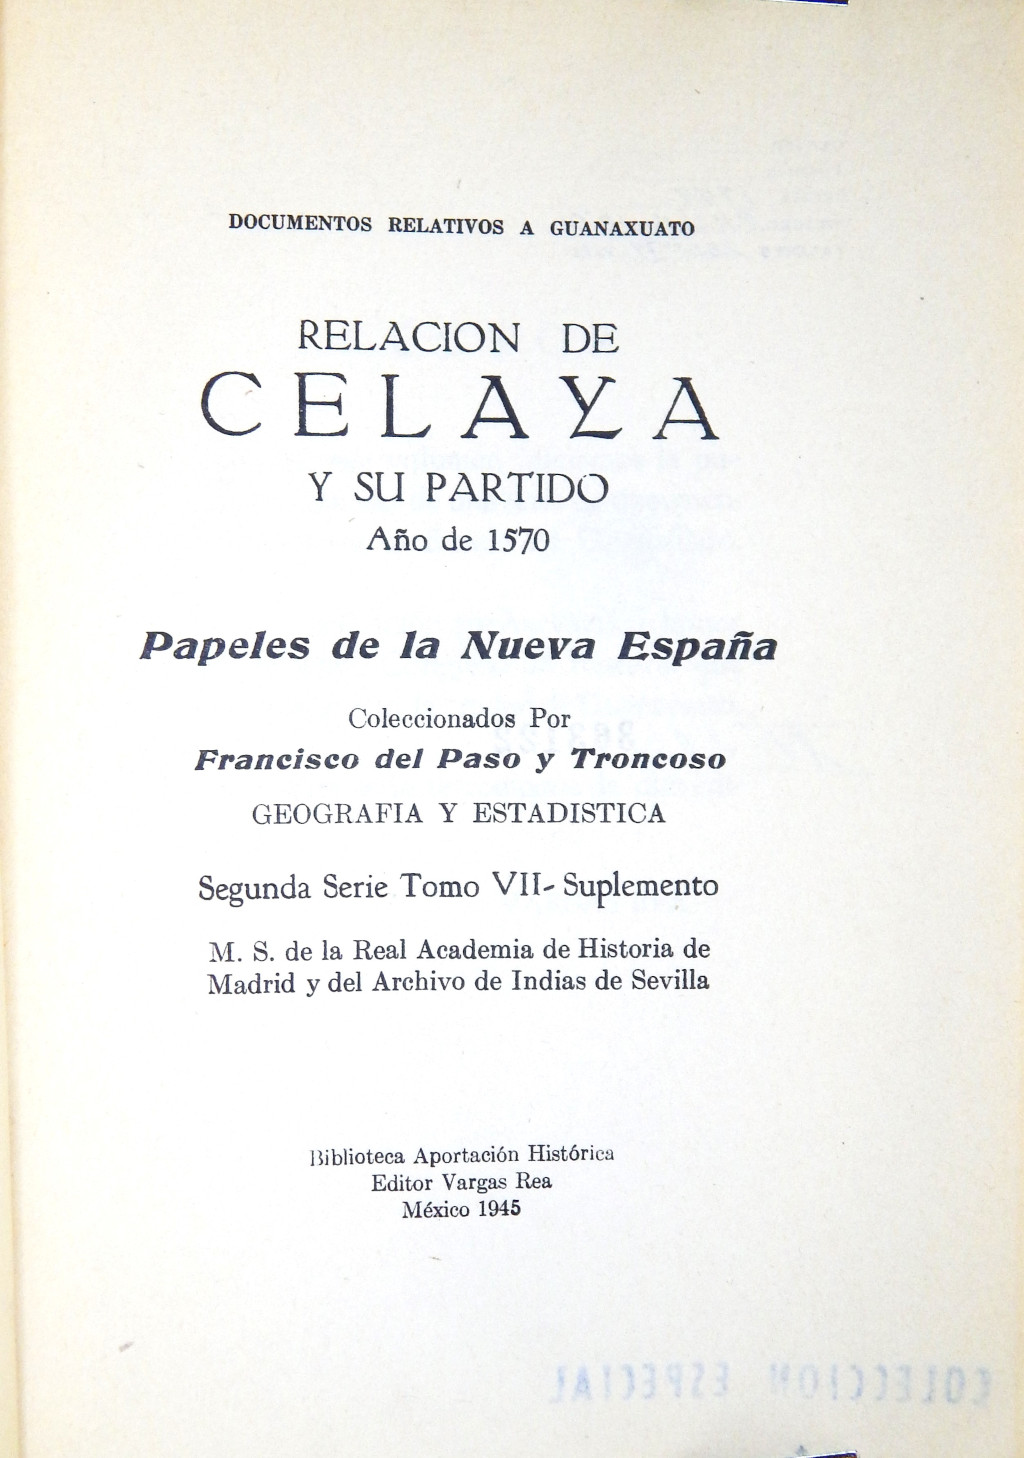 DOCUMENTOS RELATIVOS A GUANAXUATO
RELACION DE
CELAYA
Y SU PARTIDO
Año de 1570
Papeles de la Nueva España
Coleccionados Por
Francisco del Paso y Troncoso
GEOGRAFIA Y ESTADISTICA
Segunda Serie Tomo VII- Suplemento
M. S. de la Real Academia de Historia de
Madrid y del Archivo de Indias de Sevilla
Biblioteca Aportación Histórica
Editor Vargas Rea
México 1945
COLECCION ESPECIAL